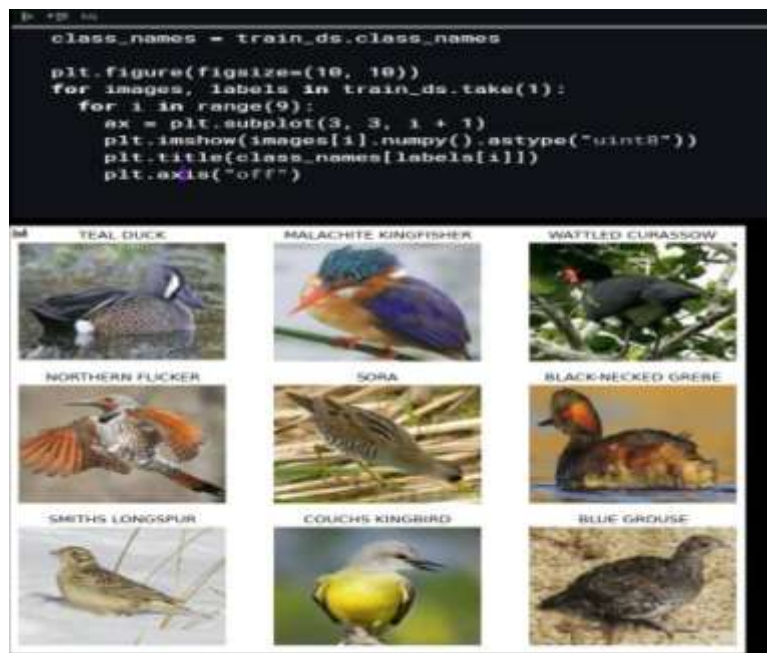 class_names = train_ds.class_names
plt.figure(figsize=(10, 10))
for images, labels in train_ds.take(1):
for i in range(9):
ax = plt.subplot(3, 3, i + 1)
plt.imshow(images[i].numpy().astype("uint8"))
plt.title(class_names[labels[i]])
plt.axis("off")
TEAL DUCK MALACHITE KINGFISHER WATTLED CURASSOW
NORTHERN FLICKER SORA BLACK-NECKED GREBE
SMITHS LONGSPUR COUCHS KINGBIRD BLUE GROUSE